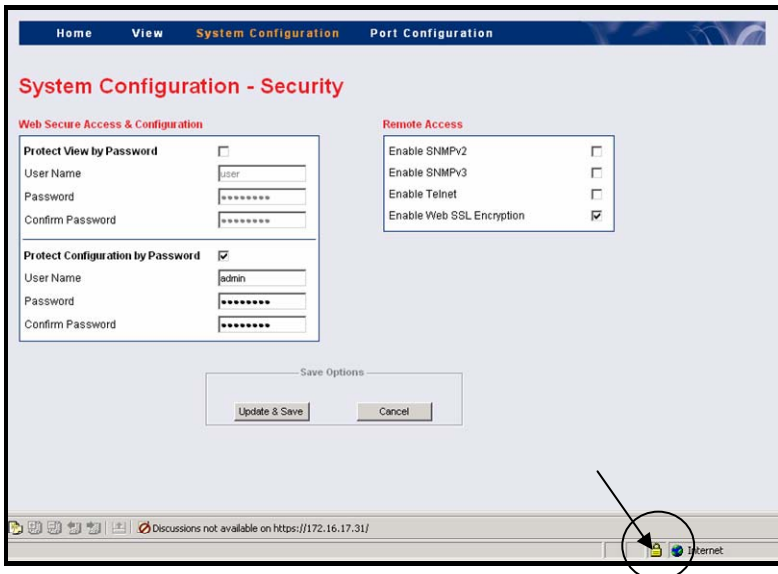 Home View System Configuration Port Configuration
System Configuration - Security
Web Secure Access & Configuration
Protect View by Password
User Name user
Password ••••••••
Confirm Password ••••••••
Protect Configuration by Password
User Name admin
Password ••••••••
Confirm Password ••••••••
Remote Access
Enable SNMPv2
Enable SNMPv3
Enable Telnet
Enable Web SSL Encryption
Save Options
Update & Save Cancel
Discussions not available on https://172.16.17.31/
Internet